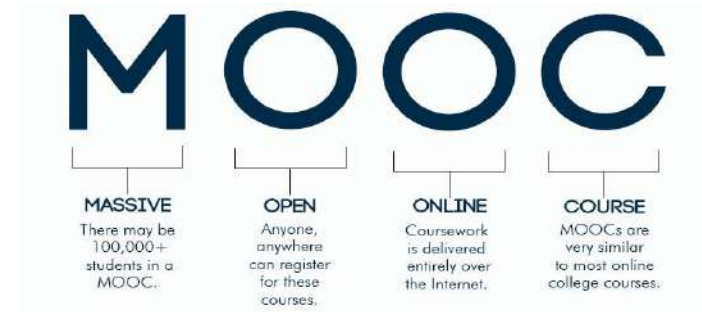 MOOC
MASSIVE
There may be
100,000+
students in a
MOOC.
OPEN
Anyone,
anywhere
can register
for these
courses.
ONLINE
Coursework
is delivered
entirely over
the Internet.
COURSE
MOOCs are
very similar
to most online
college courses.